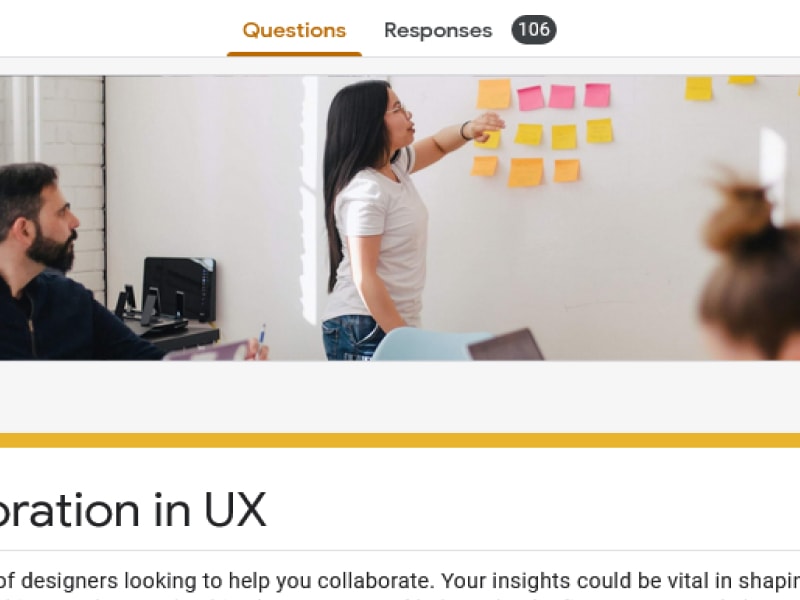 Questions Responses 106
oration in UX
of designers looking to help you collaborate. Your insights could be vital in shapin